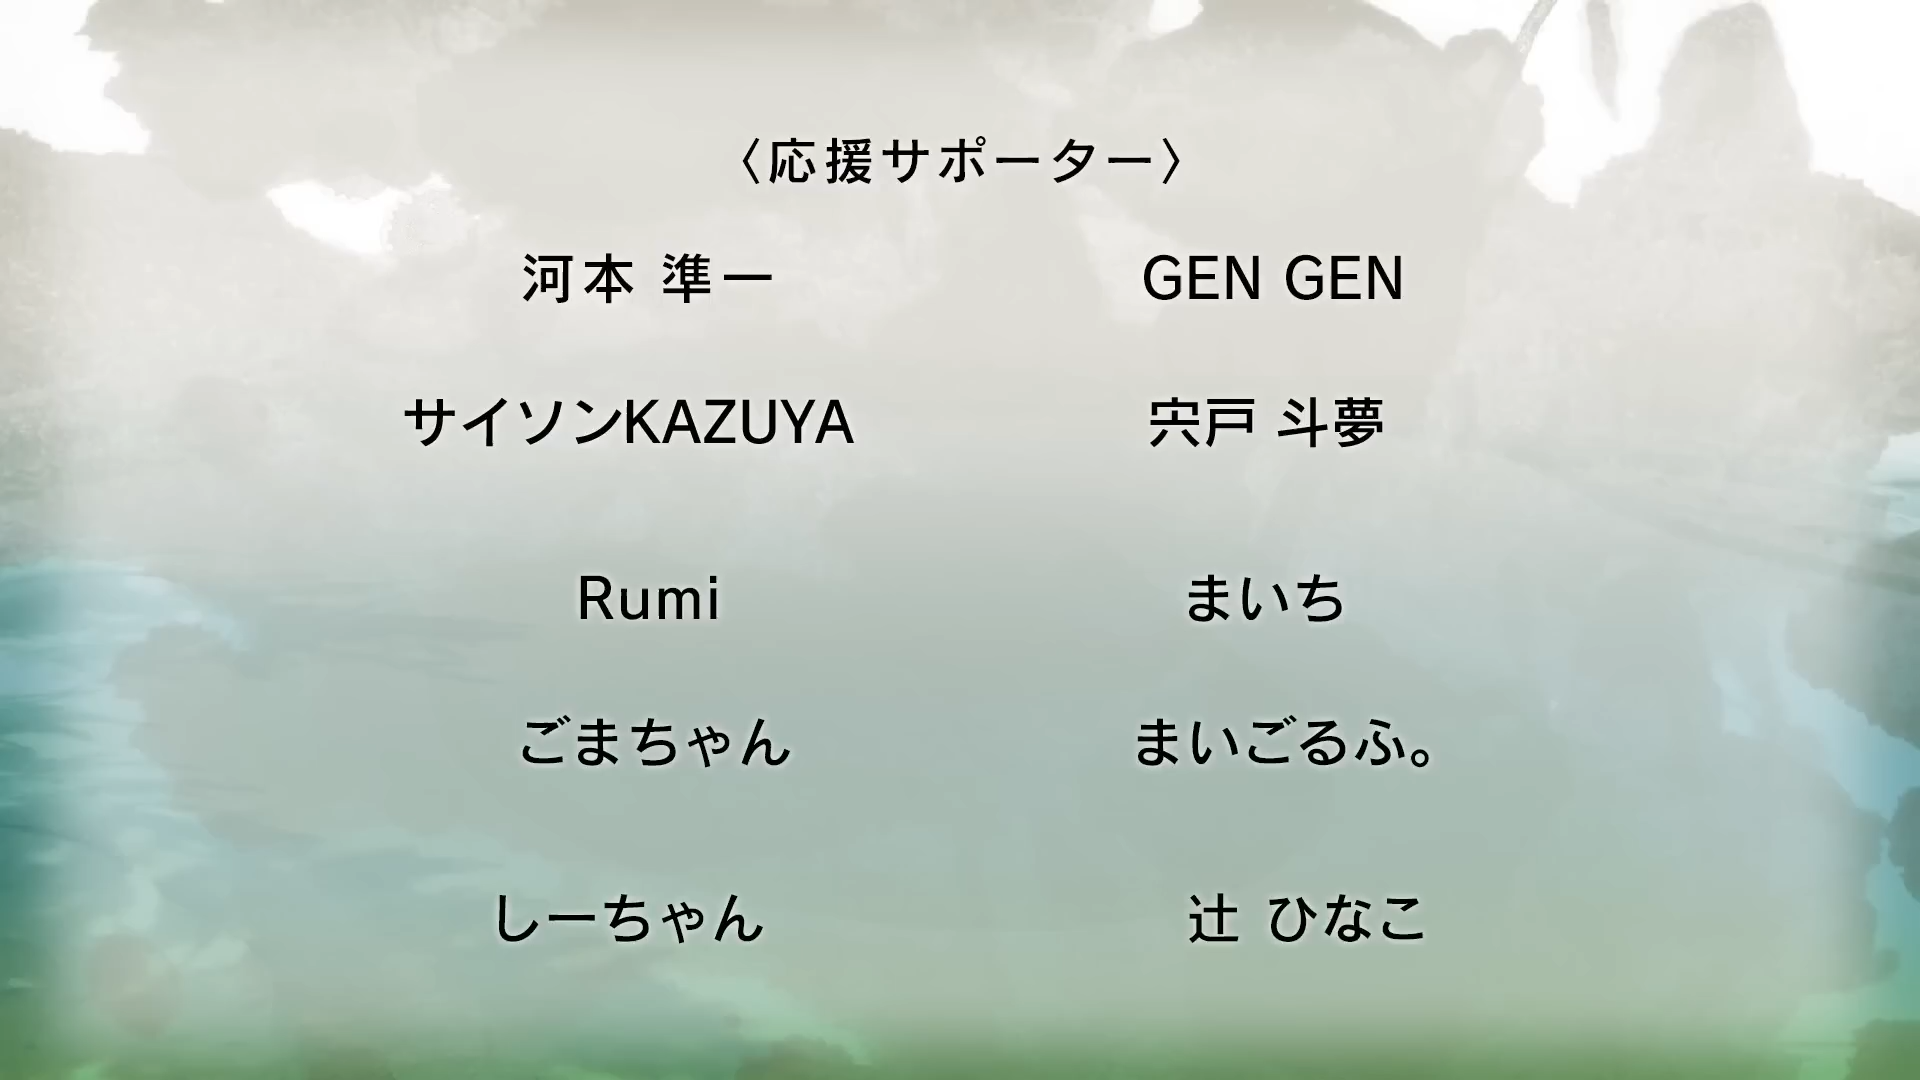 〈応援サポーター〉
河本 準一 GEN GEN
サイソンKAZUYA 宍戸 斗夢
Rumi まいち
ごまちゃん まいごるふ。
しーちゃん 辻 ひなこ